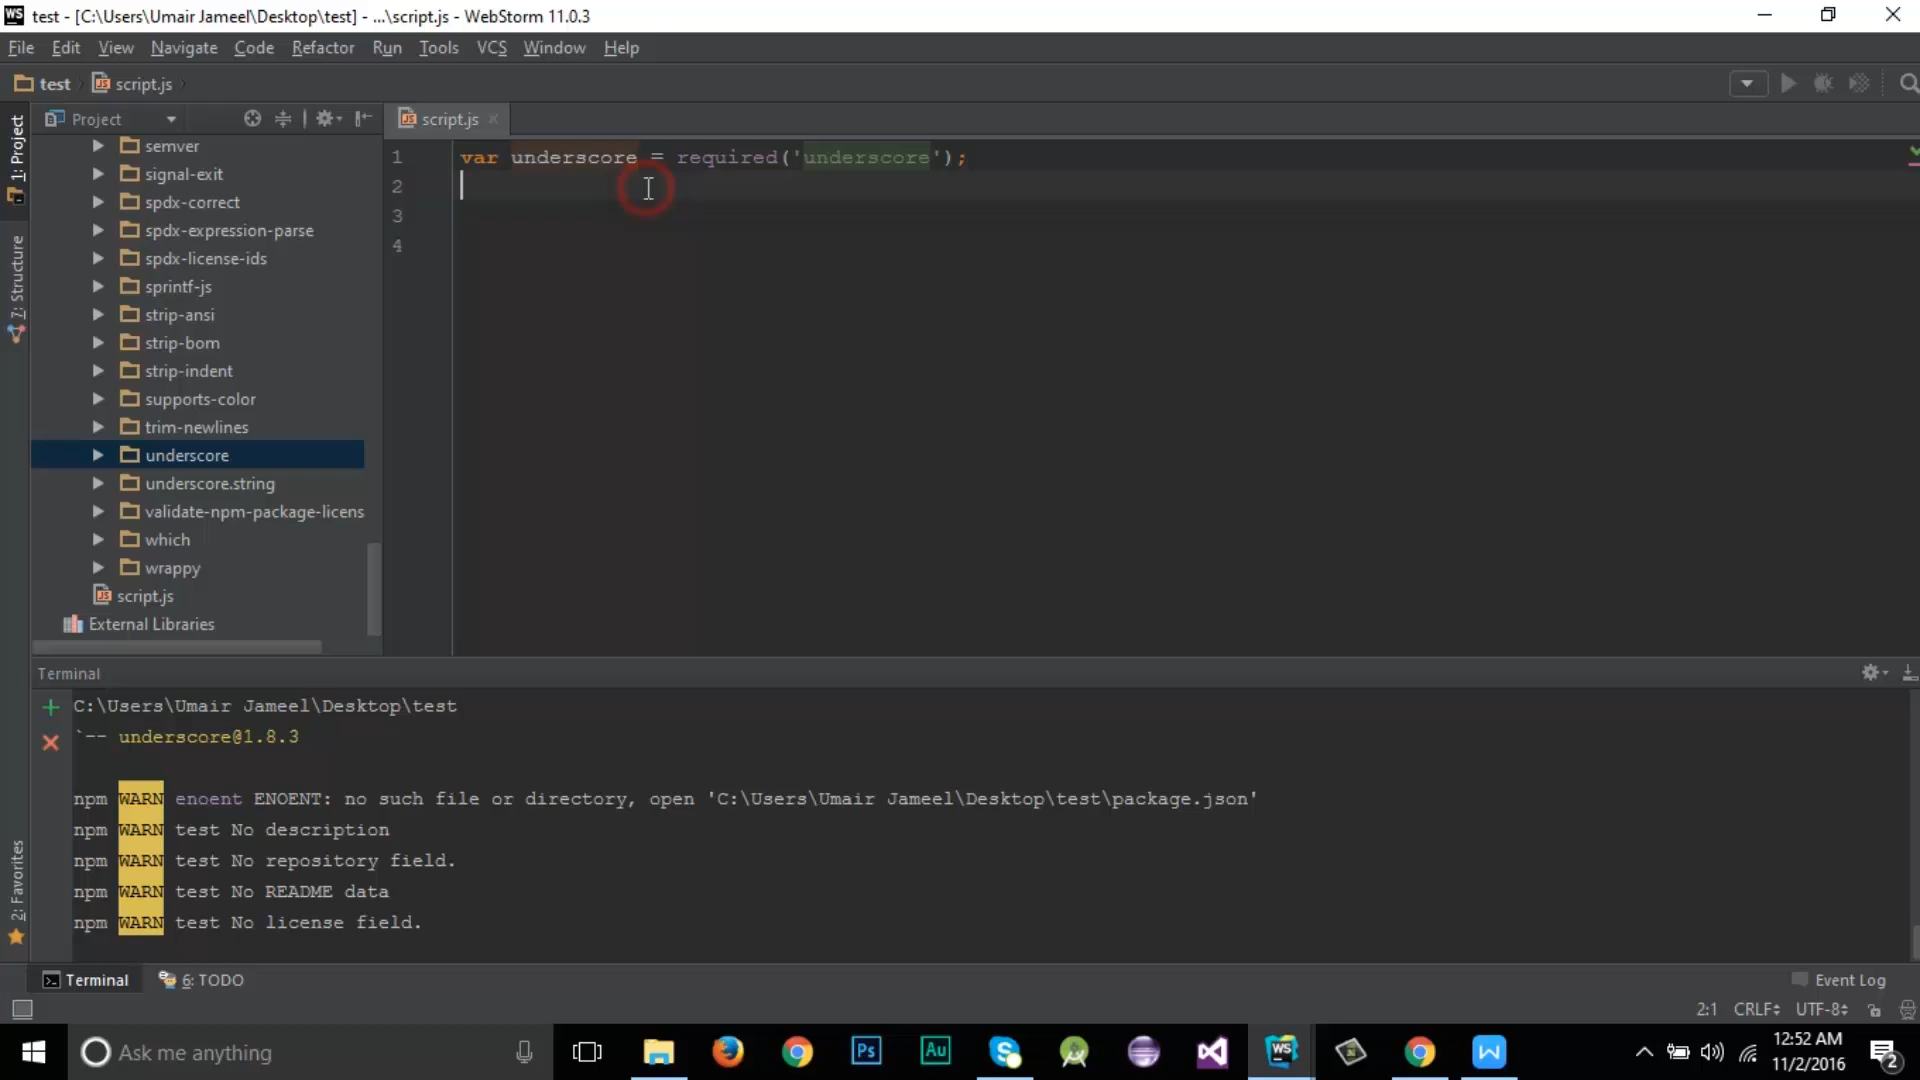 WS test - [C:\Users\Umair Jameel\Desktop\test] - ...\script.js - WebStorm 11.0.3
File Edit View Navigate Code Refactor Run Tools VCS Window Help
test script.js
1: Project
7: Structure
2: Favorites
Project
semver
signal-exit
spdx-correct
spdx-expression-parse
spdx-license-ids
sprintf-js
strip-ansi
strip-bom
strip-indent
supports-color
trim-newlines
underscore
underscore.string
validate-npm-package-licens
which
wrappy
script.js
External Libraries
script.js
1 var underscore = required('underscore');
2
3
4
Terminal
C:\Users\Umair Jameel\Desktop\test
`-- underscore@1.8.3
npm WARN enoent ENOENT: no such file or directory, open 'C:\Users\Umair Jameel\Desktop\test\package.json'
npm WARN test No description
npm WARN test No repository field.
npm WARN test No README data
npm WARN test No license field.
Terminal 6: TODO Event Log
2:1 CRLF UTF-8
Ask me anything Ps Au WS W 12:52 AM
11/2/2016 2